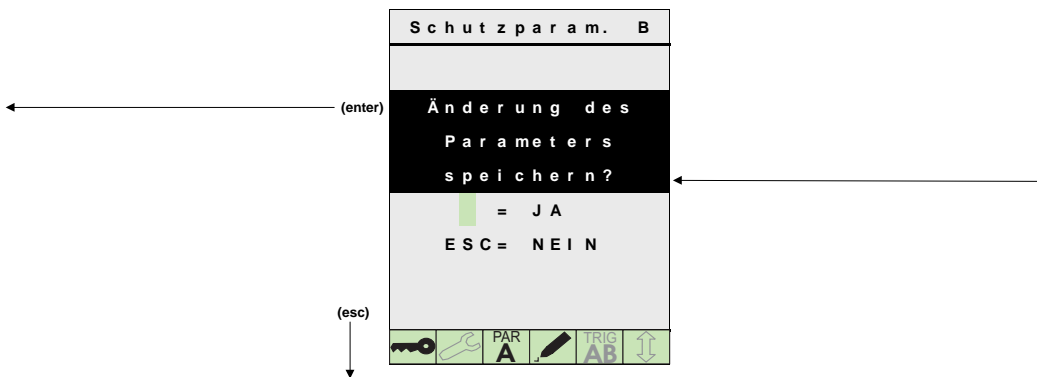 Schutzparam. B
(enter)
Änderung des
Parameters
speichern?
= JA
ESC= NEIN
(esc)
PAR
A
TRIG
AB